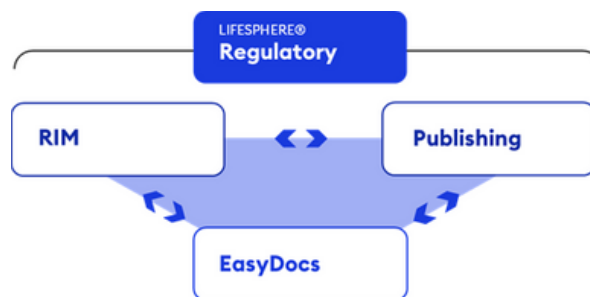 LIFESPHERE®
Regulatory
RIM
Publishing
EasyDocs